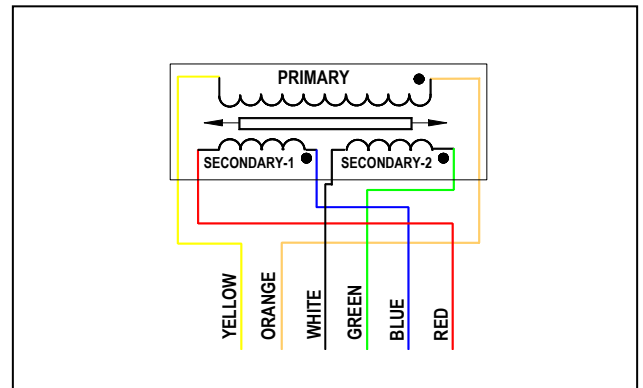 PRIMARY
SECONDARY-1
SECONDARY-2
YELLOW
ORANGE
WHITE
GREEN
BLUE
RED